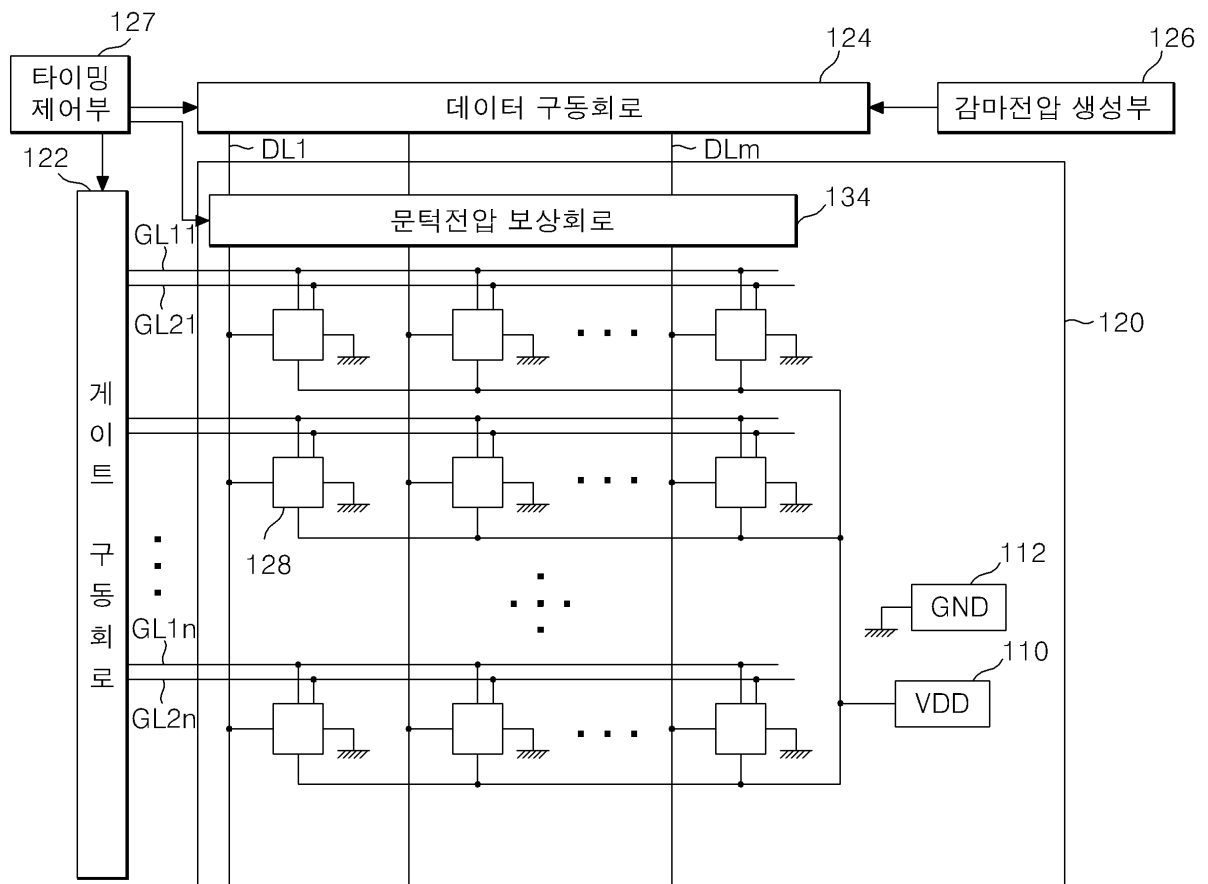 127
타이밍
제어부
124
데이터 구동회로
126
감마전압 생성부
DL1
DLm
122
134
문턱전압 보상회로
GL11
GL21
120
게이트 구동회로
128
112
GND
GL1n
GL2n
110
VDD